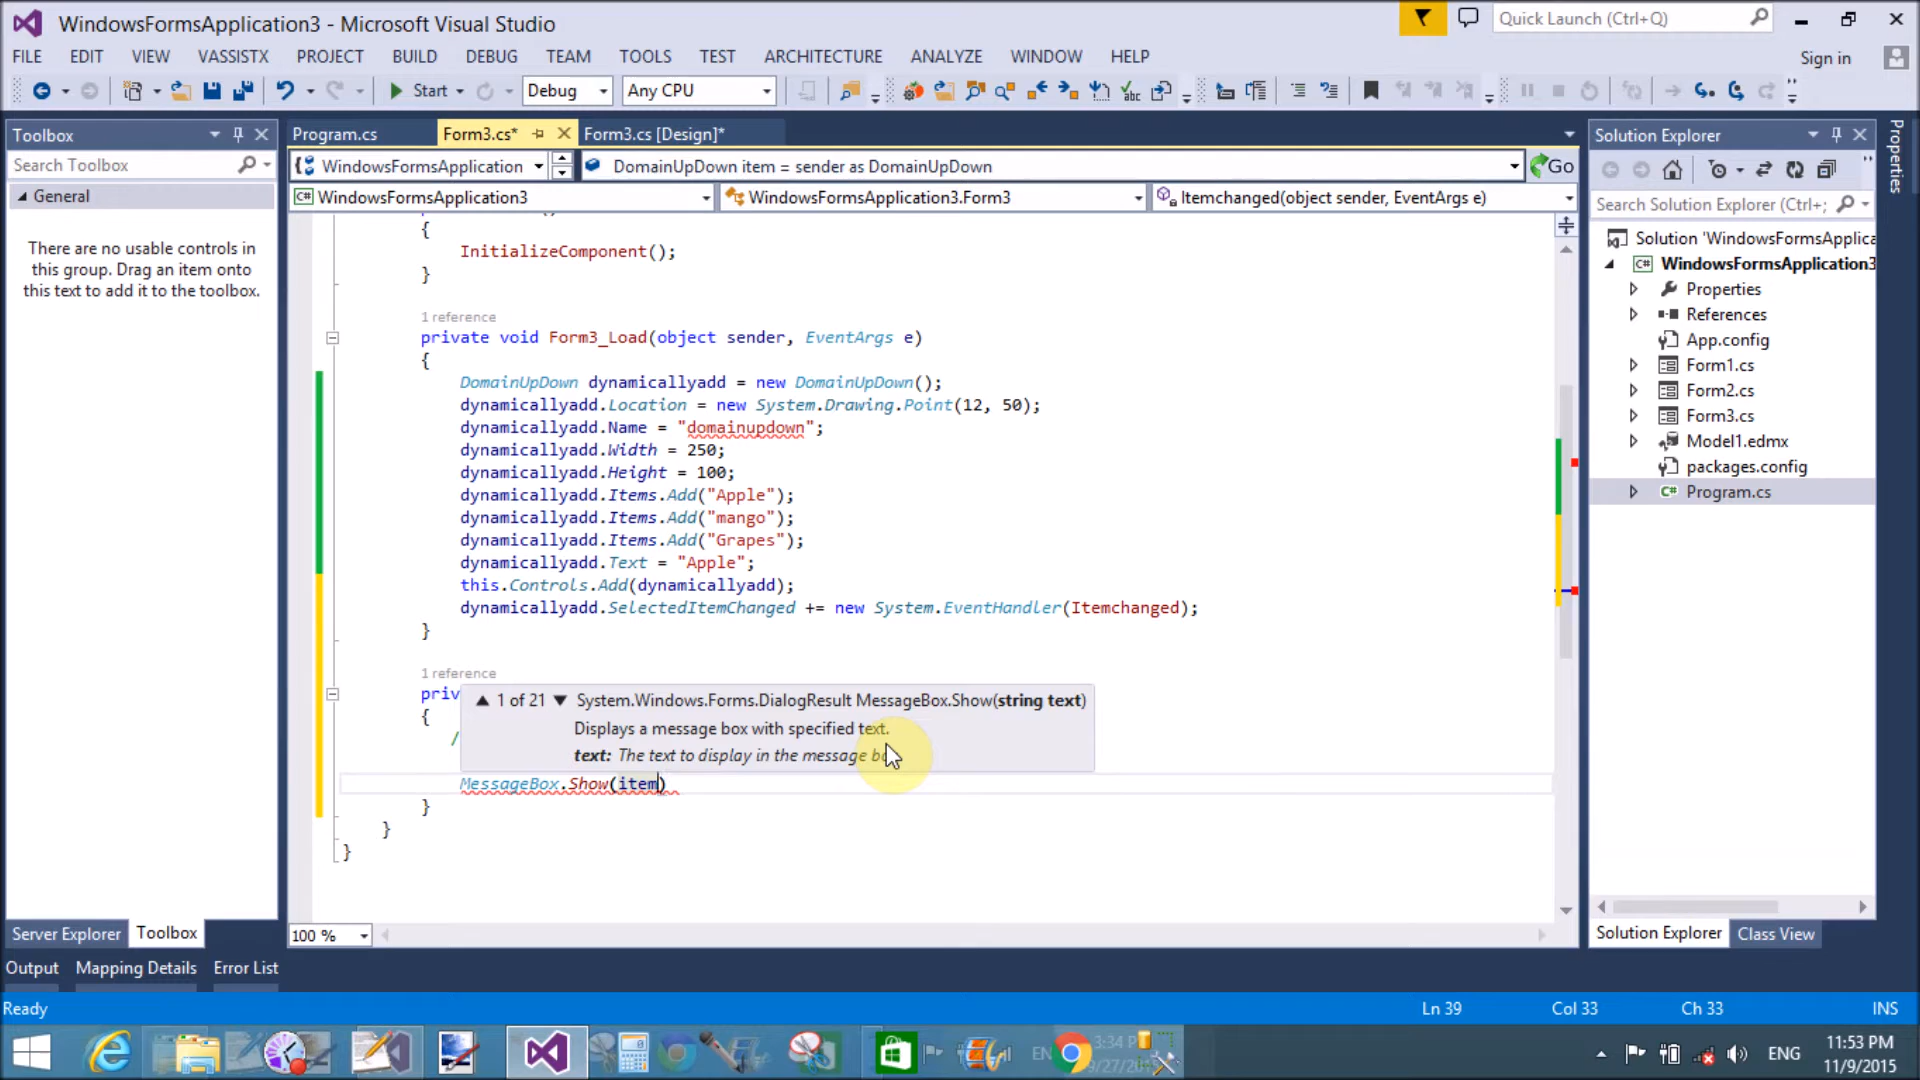 WindowsFormsApplication3 - Microsoft Visual Studio
Quick Launch (Ctrl+Q)
FILE EDIT VIEW VASSISTX PROJECT BUILD DEBUG TEAM TOOLS TEST ARCHITECTURE ANALYZE WINDOW HELP
Sign in
Start Debug Any CPU
Toolbox
Search Toolbox
General
There are no usable controls in
this group. Drag an item onto
this text to add it to the toolbox.
Server Explorer Toolbox
Program.cs Form3.cs* Form3.cs [Design]*
WindowsFormsApplication DomainUpDown item = sender as DomainUpDown Go
WindowsFormsApplication3 WindowsFormsApplication3.Form3 Itemchanged(object sender, EventArgs e)
{
InitializeComponent();
}
1 reference
private void Form3_Load(object sender, EventArgs e)
{
DomainUpDown dynamicallyadd = new DomainUpDown();
dynamicallyadd.Location = new System.Drawing.Point(12, 50);
dynamicallyadd.Name = "domainupdown";
dynamicallyadd.Width = 250;
dynamicallyadd.Height = 100;
dynamicallyadd.Items.Add("Apple");
dynamicallyadd.Items.Add("mango");
dynamicallyadd.Items.Add("Grapes");
dynamicallyadd.Text = "Apple";
this.Controls.Add(dynamicallyadd);
dynamicallyadd.SelectedItemChanged += new System.EventHandler(Itemchanged);
}
1 reference
priv
{
/
1 of 21 System.Windows.Forms.DialogResult MessageBox.Show(string text)
Displays a message box with specified text.
text: The text to display in the message
MessageBox.Show(item)
}
}
}
100 %
Solution Explorer
Search Solution Explorer (Ctrl+;
Solution 'WindowsFormsApplica
WindowsFormsApplication3
Properties
References
App.config
Form1.cs
Form2.cs
Form3.cs
Model1.edmx
packages.config
Program.cs
Solution Explorer Class View
Properties
Output Mapping Details Error List
Ready Ln 39 Col 33 Ch 33 INS
EN 3:34 PM
9/27/20
ENG
11:53 PM
11/9/2015